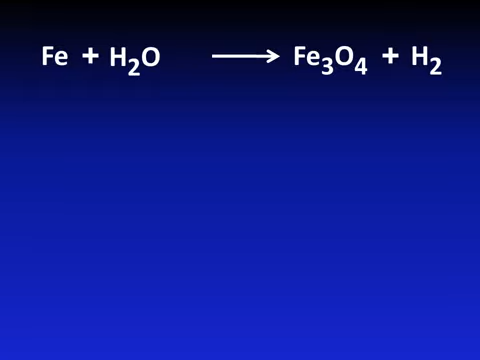 Fe + H₂O ⟶ Fe₃O₄ + H₂